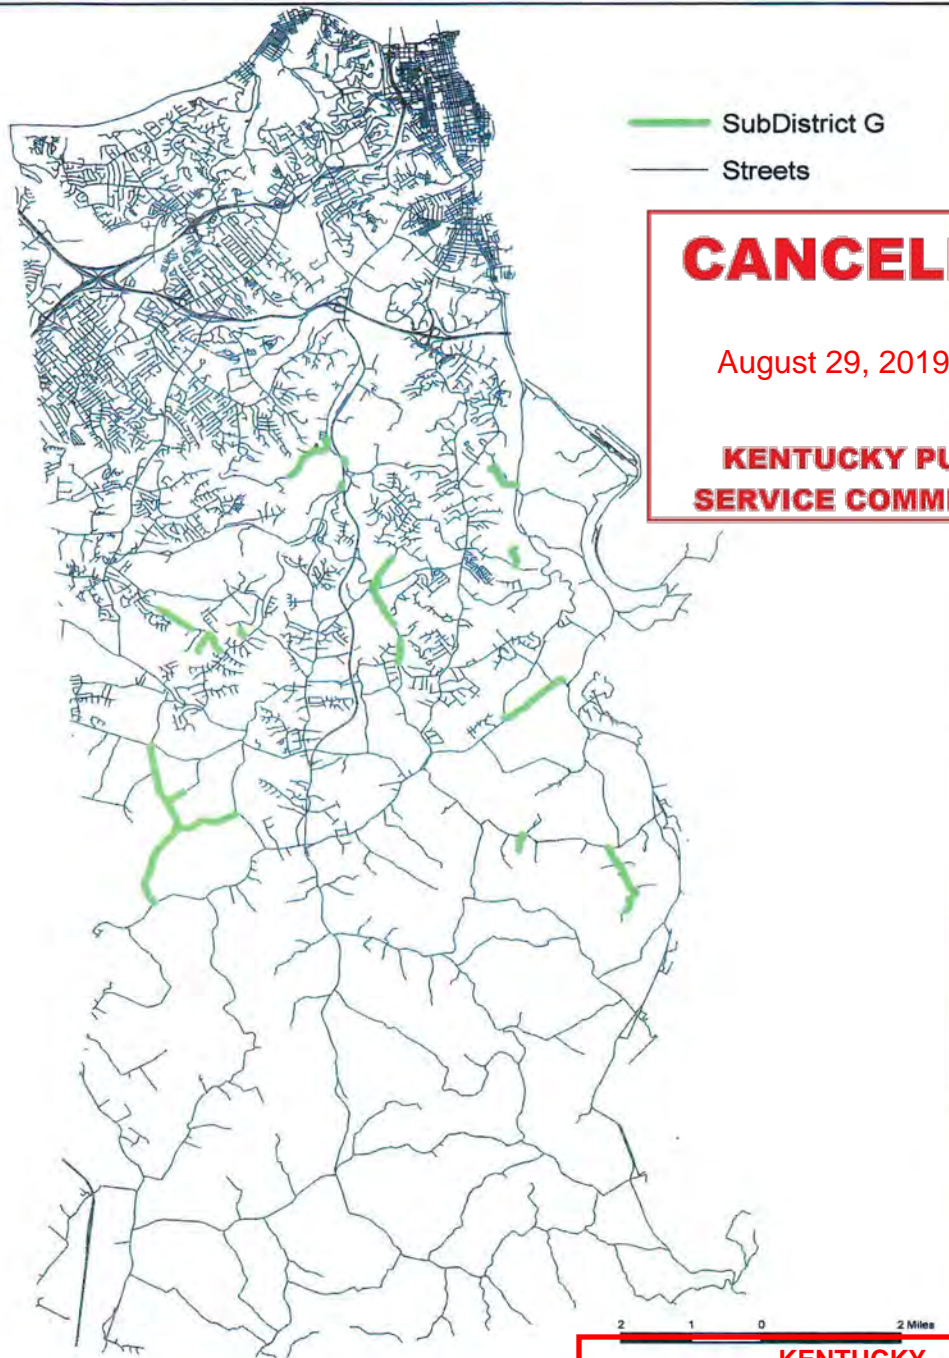 SubDistrict G
Streets
CANCEL
August 29, 2019
KENTUCKY PU
SERVICE COMM
2 1 0 2 Miles
KENTUCKY